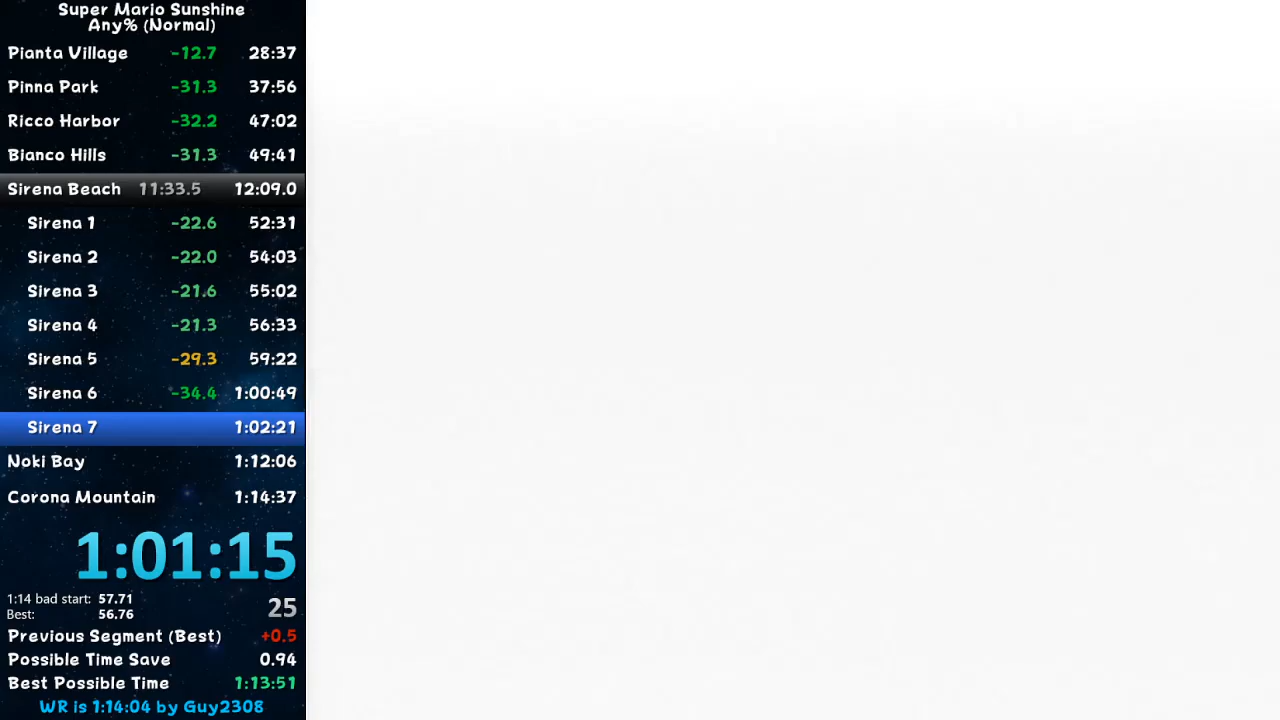 Super Mario Sunshine
Any% (Normal)
Pianta Village -12.7 28:37
Pinna Park -31.3 37:56
Ricco Harbor -32.2 47:02
Bianco Hills -31.3 49:41
Sirena Beach 11:33.5 12:09.0
Sirena 1 -22.6 52:31
Sirena 2 -22.0 54:03
Sirena 3 -21.6 55:02
Sirena 4 -21.3 56:33
Sirena 5 -29.3 59:22
Sirena 6 -34.4 1:00:49
Sirena 7 1:02:21
Noki Bay 1:12:06
Corona Mountain 1:14:37
1:01:15
1:14 bad start: 57.71
Best: 56.76 25
Previous Segment (Best) +0.5
Possible Time Save 0.94
Best Possible Time 1:13:51
WR is 1:14:04 by Guy2308